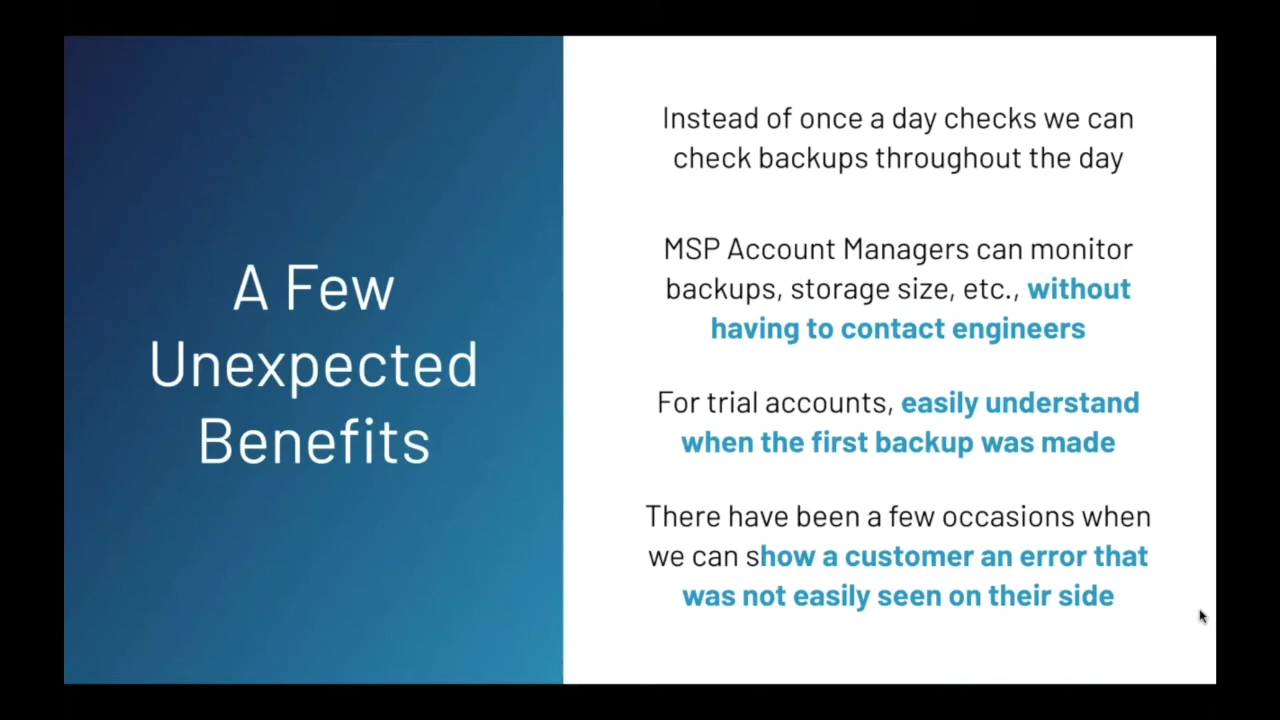 A Few
Unexpected
Benefits
Instead of once a day checks we can
check backups throughout the day
MSP Account Managers can monitor
backups, storage size, etc., without
having to contact engineers
For trial accounts, easily understand
when the first backup was made
There have been a few occasions when
we can show a customer an error that
was not easily seen on their side